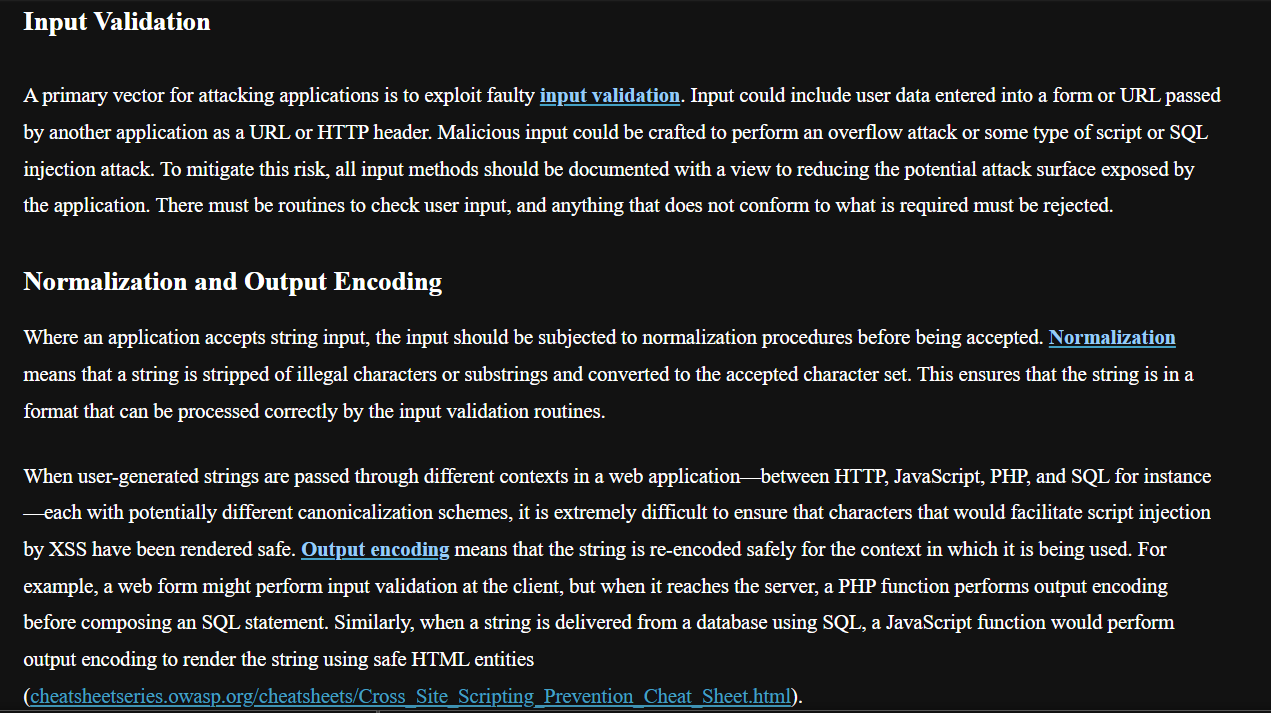 Input Validation
A primary vector for attacking applications is to exploit faulty input validation. Input could include user data entered into a form or URL passed
by another application as a URL or HTTP header. Malicious input could be crafted to perform an overflow attack or some type of script or SQL
injection attack. To mitigate this risk, all input methods should be documented with a view to reducing the potential attack surface exposed by
the application. There must be routines to check user input, and anything that does not conform to what is required must be rejected.
Normalization and Output Encoding
Where an application accepts string input, the input should be subjected to normalization procedures before being accepted. Normalization
means that a string is stripped of illegal characters or substrings and converted to the accepted character set. This ensures that the string is in a
format that can be processed correctly by the input validation routines.
When user-generated strings are passed through different contexts in a web application—between HTTP, JavaScript, PHP, and SQL for instance
—each with potentially different canonicalization schemes, it is extremely difficult to ensure that characters that would facilitate script injection
by XSS have been rendered safe. Output encoding means that the string is re-encoded safely for the context in which it is being used. For
example, a web form might perform input validation at the client, but when it reaches the server, a PHP function performs output encoding
before composing an SQL statement. Similarly, when a string is delivered from a database using SQL, a JavaScript function would perform
output encoding to render the string using safe HTML entities
(cheatsheetseries.owasp.org/cheatsheets/Cross_Site_Scripting_Prevention_Cheat_Sheet.html).